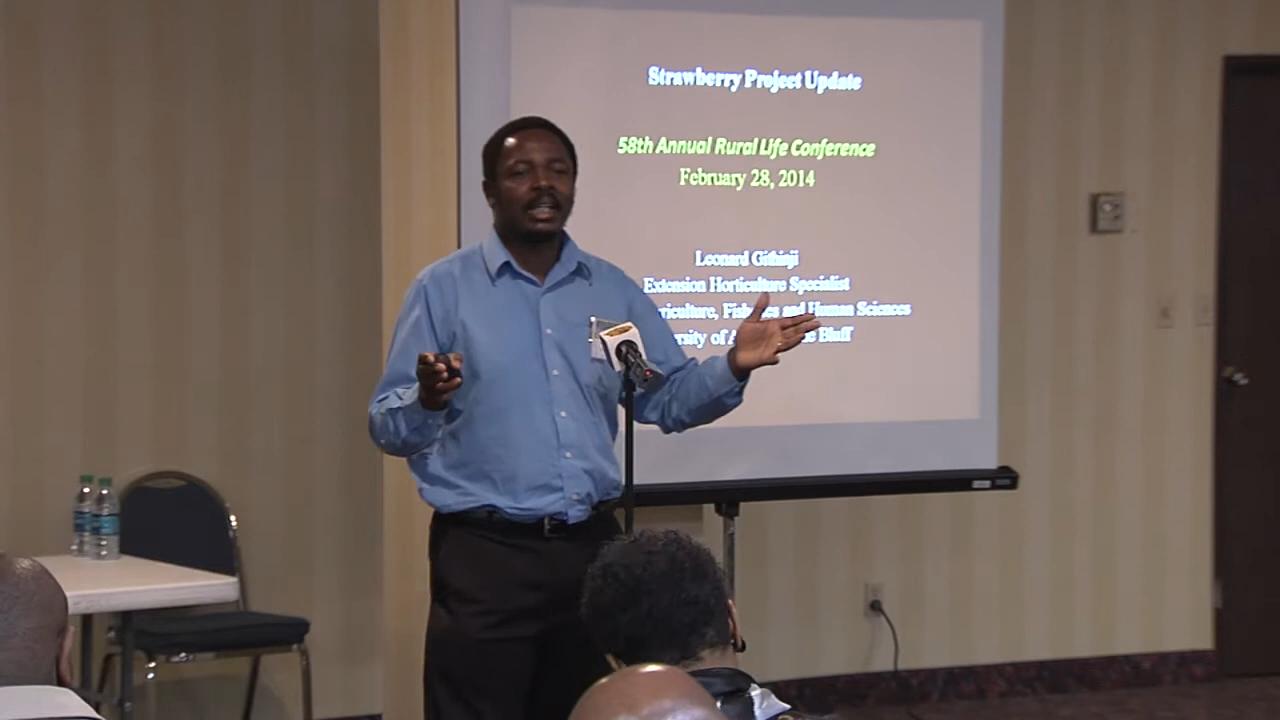 Strawberry Project Update
58th Annual Rural Life Conference
February 28, 2014
Leonard Githinji
Extension Horticulture Specialist
and Human Sciences
Bluff